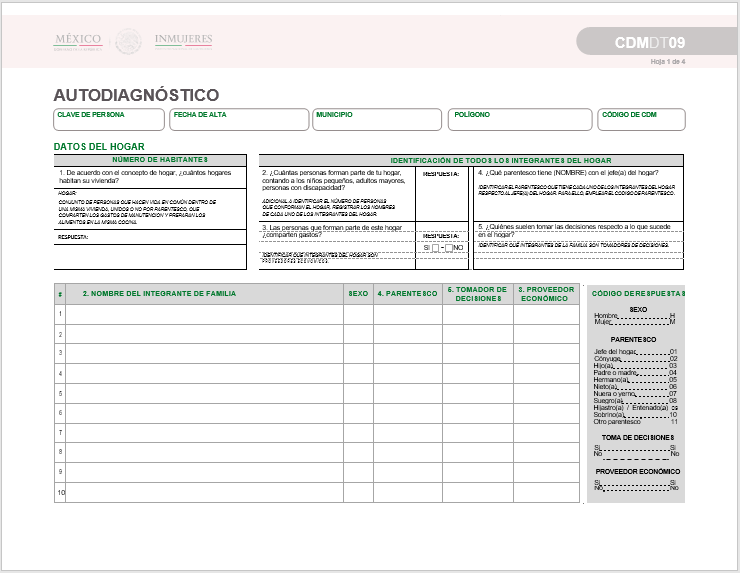 MÉXICO
INMUJERES
CDMDT09
Hoja 1 de 4
AUTODIAGNÓSTICO
CLAVE DE PERSONA
FECHA DE ALTA
MUNICIPIO
POLÍGONO
CÓDIGO DE CDM
DATOS DEL HOGAR
NÚMERO DE HABITANTES
1. De acuerdo con el concepto de hogar, ¿cuántos hogares
habitan su vivienda?
HOGAR:
CONJUNTO DE PERSONAS QUE HACEN VIDA EN COMÚN DENTRO DE
UNA MISMA VIVIENDA, UNIDOS O NO POR PARENTESCO, QUE
COMPARTEN LOS GASTOS DE MANUTENCIÓN Y PREPARAN LOS
ALIMENTOS EN LA MISMA COCINA.
RESPUESTA:
IDENTIFICACIÓN DE TODOS LOS INTEGRANTES DEL HOGAR
2. ¿Cuántas personas forman parte de tu hogar,
contando a los niños pequeños, adultos mayores,
personas con discapacidad?
ADICIONAL A IDENTIFICAR EL NÚMERO DE PERSONAS
QUE CONFORMAN EL HOGAR, REGISTRAR LOS NOMBRES
DE CADA UNO DE LOS INTEGRANTES DEL HOGAR
RESPUESTA:
3. Las personas que forman parte de este hogar
¿comparten gastos?
IDENTIFICAR QUÉ INTEGRANTES DEL HOGAR SON
PROVEEDORES ECONÓMICOS.
RESPUESTA:
SI - NO
4. ¿Qué parentesco tiene (NOMBRE) con el jefe(a) del hogar?
IDENTIFICAR EL PARENTESCO QUE TIENE CADA UNO DE LOS INTEGRANTES DEL HOGAR
RESPECTO AL JEFE(A) DEL HOGAR. PARA ELLO, EMPLEAR EL CÓDIGO DE PARENTESCO.
5. ¿Quiénes suelen tomar las decisiones respecto a lo que sucede
en el hogar?
IDENTIFICAR QUÉ INTEGRANTES DE LA FAMILIA SON TOMADORES DE DECISIONES.
# 2. NOMBRE DEL INTEGRANTE DE FAMILIA SEXO 4. PARENTESCO 5. TOMADOR DE DECISIONES 3. PROVEEDOR ECONÓMICO
1
2
3
4
5
6
7
8
9
10
CÓDIGO DE RESPUESTAS
SEXO
Hombre H
Mujer M
PARENTESCO
Jefe del hogar 01
Cónyuge 02
Hijo(a) 03
Padre o madre 04
Hermano(a) 05
Nieto(a) 06
Nuera o yerno 07
Suegro(a) 08
Hijastro(a) / Entenado(a) 09
Sobrino(a) 10
Otro parentesco 11
TOMA DE DECISIONES
Si Si
No No
PROVEEDOR ECONÓMICO
Si Si
No No